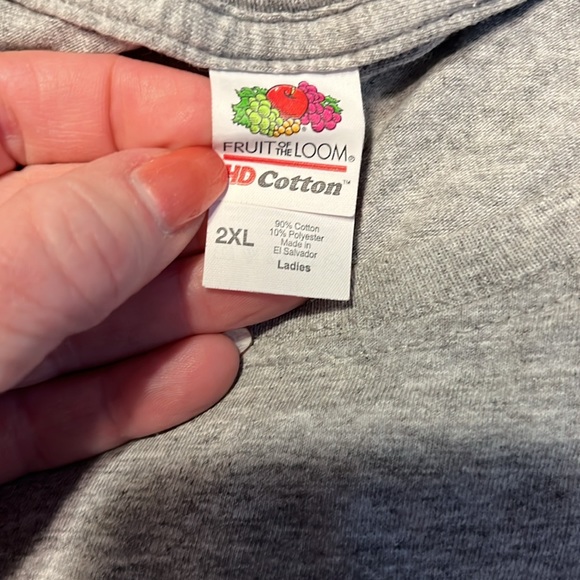 FRUIT OF THE LOOM®
HD Cotton™
2XL
90% Cotton
10% Polyester
Made in
El Salvador
Ladies